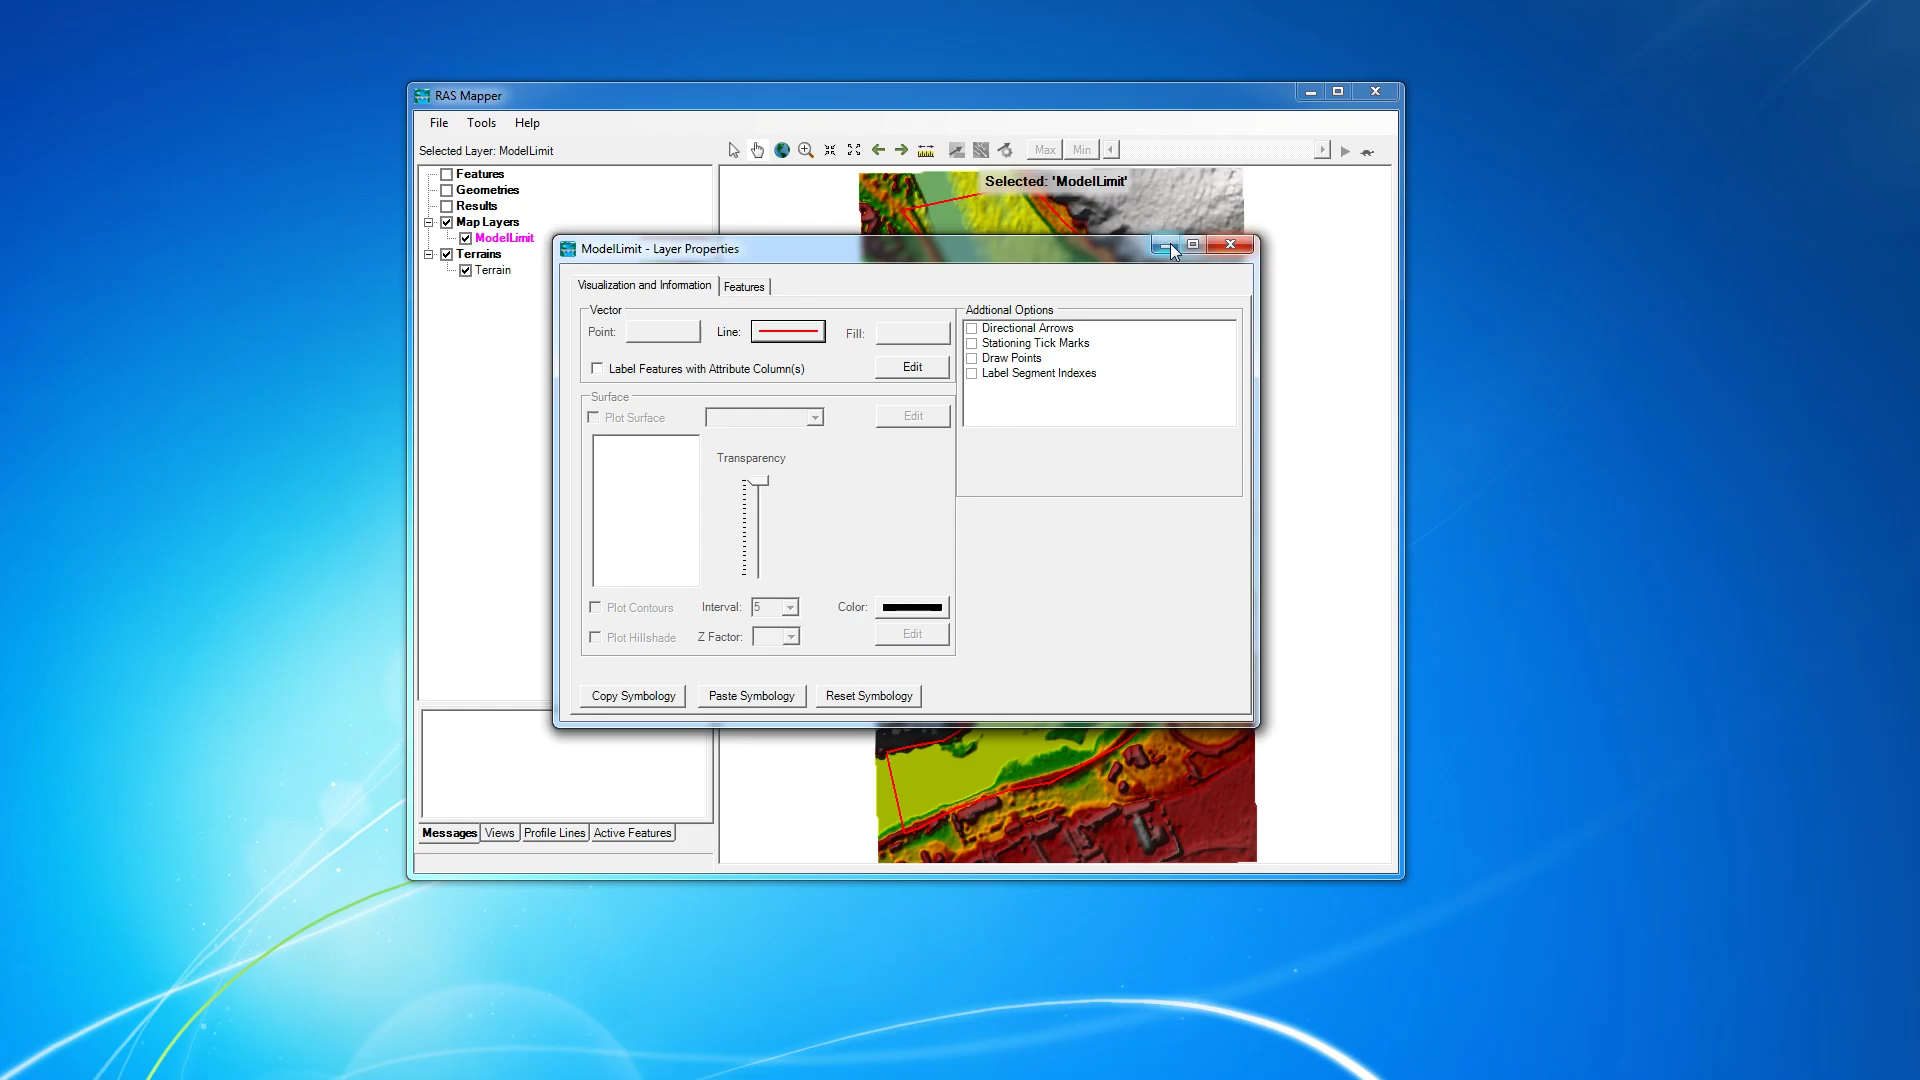 RAS Mapper
File Tools Help
Selected Layer: ModelLimit
Max Min
Features
Geometries
Results
Map Layers
ModelLimit
Terrains
Terrain
Selected: 'ModelLimit'
ModelLimit - Layer Properties
Visualization and Information Features
Vector
Point: Line: Fill:
Label Features with Attribute Column(s) Edit
Addtional Options
Directional Arrows
Stationing Tick Marks
Draw Points
Label Segment Indexes
Surface
Plot Surface Edit
Transparency
Plot Contours Interval: 5 Color:
Plot Hillshade Z Factor: Edit
Copy Symbology Paste Symbology Reset Symbology
Messages Views Profile Lines Active Features